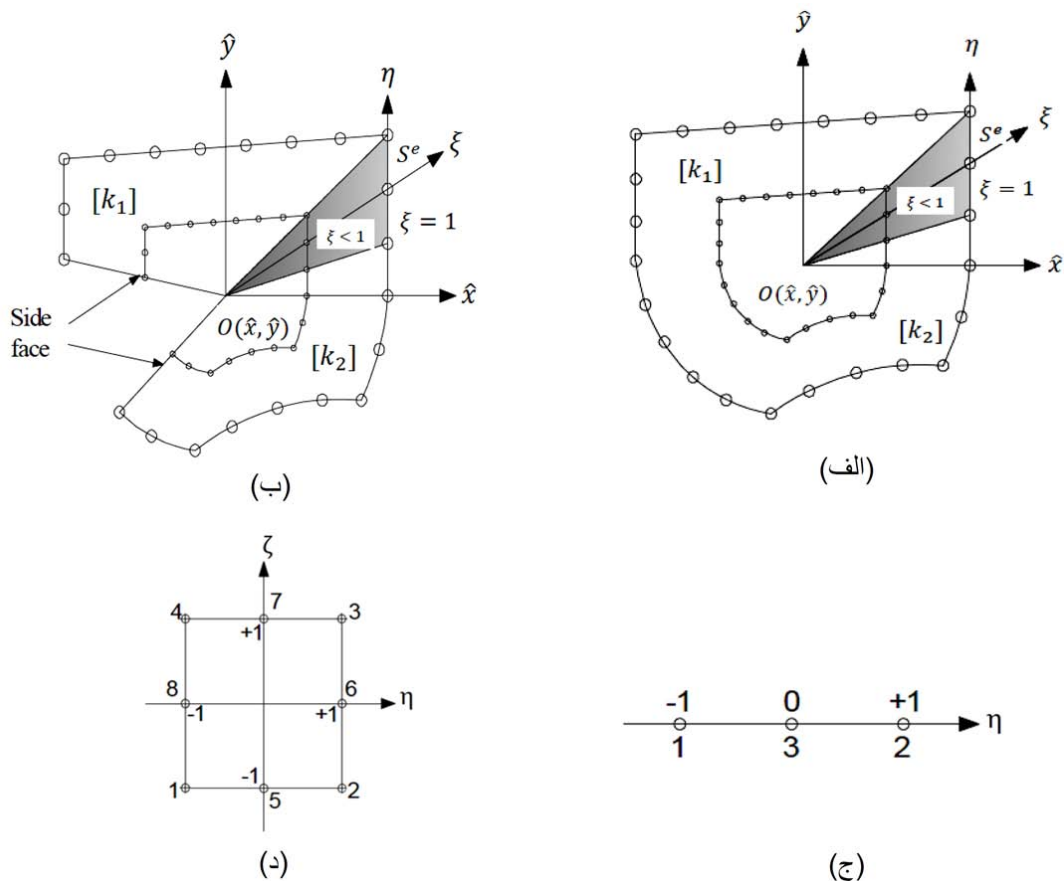 ŷ
η
ξ
Sᵉ
[k₁]
ξ = 1
ξ < 1
x̂
O(x̂, ŷ)
[k₂]
Side
face
(ب)
ŷ
η
ξ
Sᵉ
[k₁]
ξ = 1
ξ < 1
x̂
O(x̂, ŷ)
[k₂]
(الف)
ζ
4 7 3
+1
8 6 η
-1 +1
-1
1 5 2
(د)
-1 0 +1
η
1 3 2
(ج)